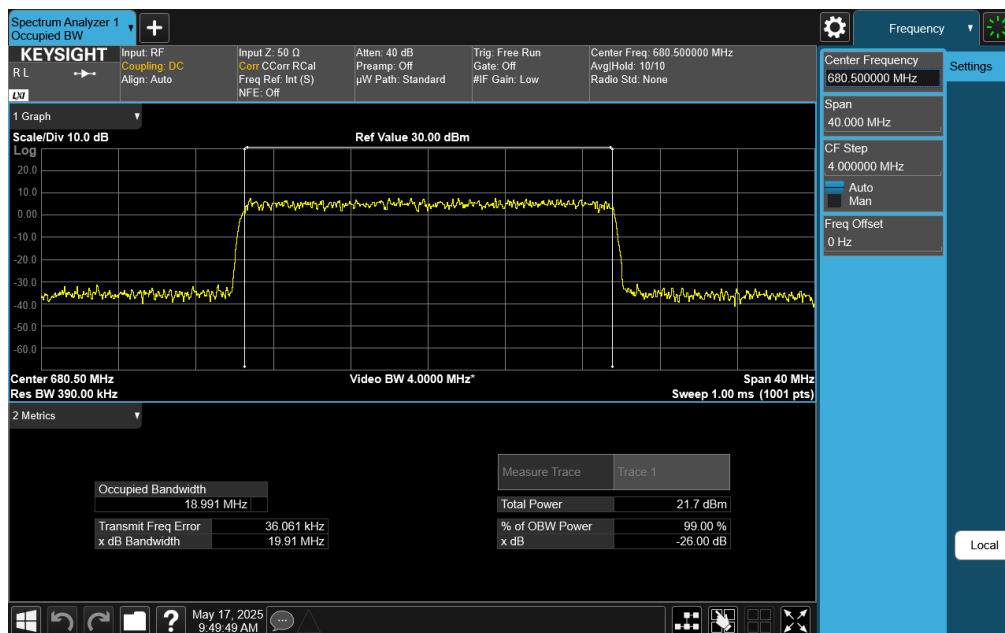 Spectrum Analyzer 1
Occupied BW
+
Frequency
KEYSIGHT
R L
LXI
Input: RF
Coupling: DC
Align: Auto
Input Z: 50 Ω
Corr CCorr RCal
Freq Ref: Int (S)
NFE: Off
Atten: 40 dB
Preamp: Off
µW Path: Standard
Trig: Free Run
Gate: Off
#IF Gain: Low
Center Freq: 680.500000 MHz
Avg|Hold: 10/10
Radio Std: None
Center Frequency
680.500000 MHz
Settings
Span
40.000 MHz
CF Step
4.000000 MHz
Auto
Man
Freq Offset
0 Hz
Local
1 Graph
Scale/Div 10.0 dB
Ref Value 30.00 dBm
Log
20.0
10.0
0.00
-10.0
-20.0
-30.0
-40.0
-50.0
-60.0
Center 680.50 MHz
Video BW 4.0000 MHz*
Span 40 MHz
Res BW 390.00 kHz
Sweep 1.00 ms (1001 pts)
2 Metrics
Measure Trace Trace 1
Occupied Bandwidth
18.991 MHz
Total Power 21.7 dBm
Transmit Freq Error 36.061 kHz
% of OBW Power 99.00 %
x dB Bandwidth 19.91 MHz
x dB -26.00 dB
?
May 17, 2025
9:49:49 AM